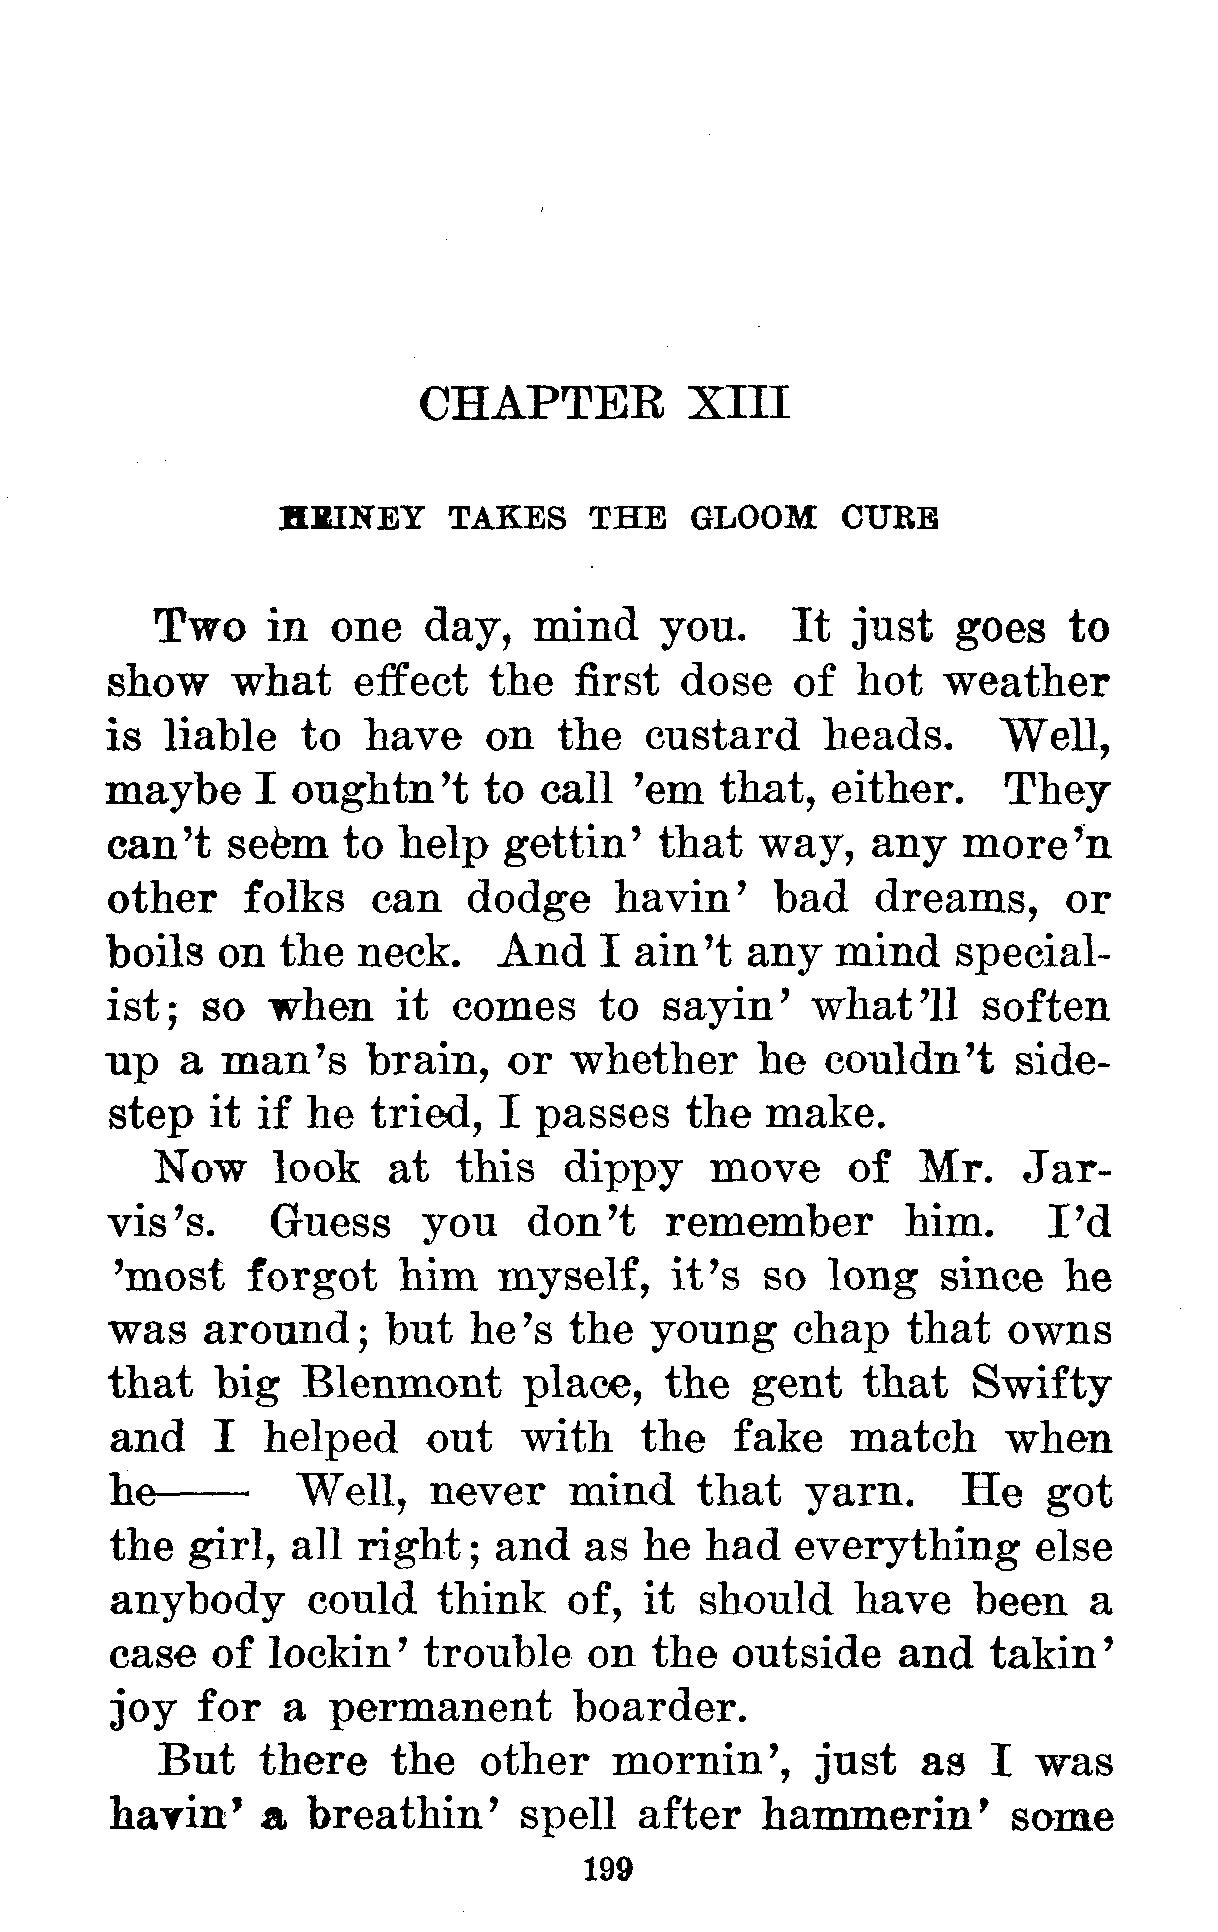 CHAPTER XIII
HEINEY TAKES THE GLOOM CURE
Two in one day, mind you. It just goes to
show what effect the first dose of hot weather
is liable to have on the custard heads. Well,
maybe I oughtn't to call 'em that, either. They
can't seem to help gettin' that way, any more'n
other folks can dodge havin' bad dreams, or
boils on the neck. And I ain't any mind special-
ist; so when it comes to sayin' what'll soften
up a man's brain, or whether he couldn't side-
step it if he tried, I passes the make.
Now look at this dippy move of Mr. Jar-
vis's. Guess you don't remember him. I'd
'most forgot him myself, it's so long since he
was around; but he's the young chap that owns
that big Blenmont place, the gent that Swifty
and I helped out with the fake match when
he—— Well, never mind that yarn. He got
the girl, all right; and as he had everything else
anybody could think of, it should have been a
case of lockin' trouble on the outside and takin'
joy for a permanent boarder.
But there the other mornin', just as I was
havin' a breathin' spell after hammerin' some
199